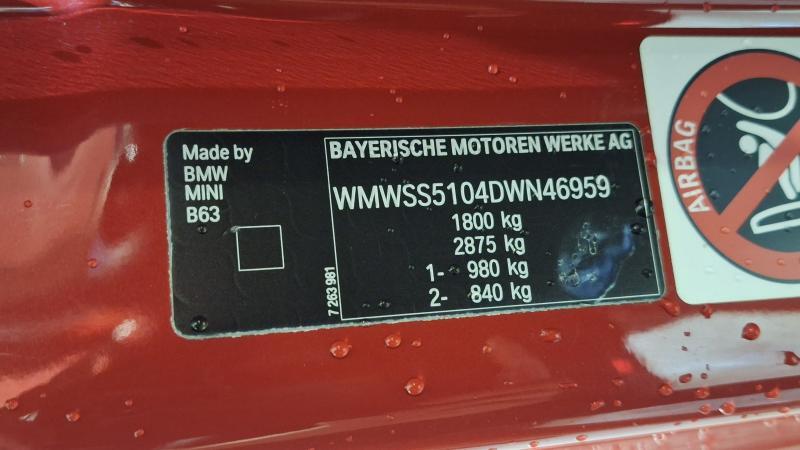 Made by
BMW
MINI
B63
7 263 981
BAYERISCHE MOTOREN WERKE AG
WMWSS5104DWN46959
1800 kg
2875 kg
1- 980 kg
2- 840 kg
AIRBAG